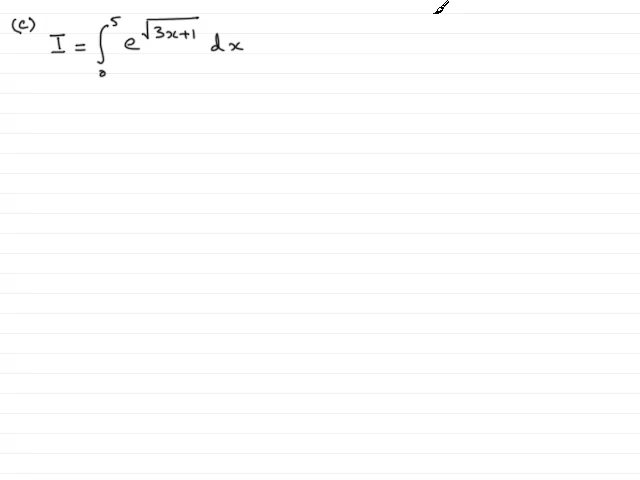 (c) I = ∫₀⁵ e^√(3x+1) dx